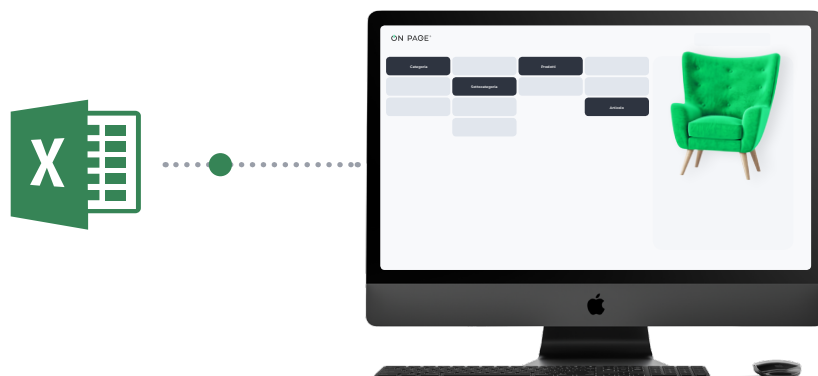 ON PAGE®
Categoria
Prodotti
Sottocategoria
Articolo
X